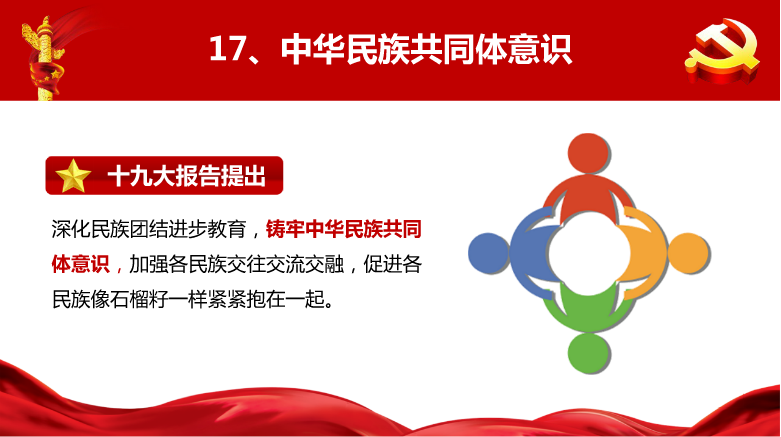 17、中华民族共同体意识
十九大报告提出
深化民族团结进步教育，铸牢中华民族共同
体意识，加强各民族交往交流交融，促进各
民族像石榴籽一样紧紧抱在一起。